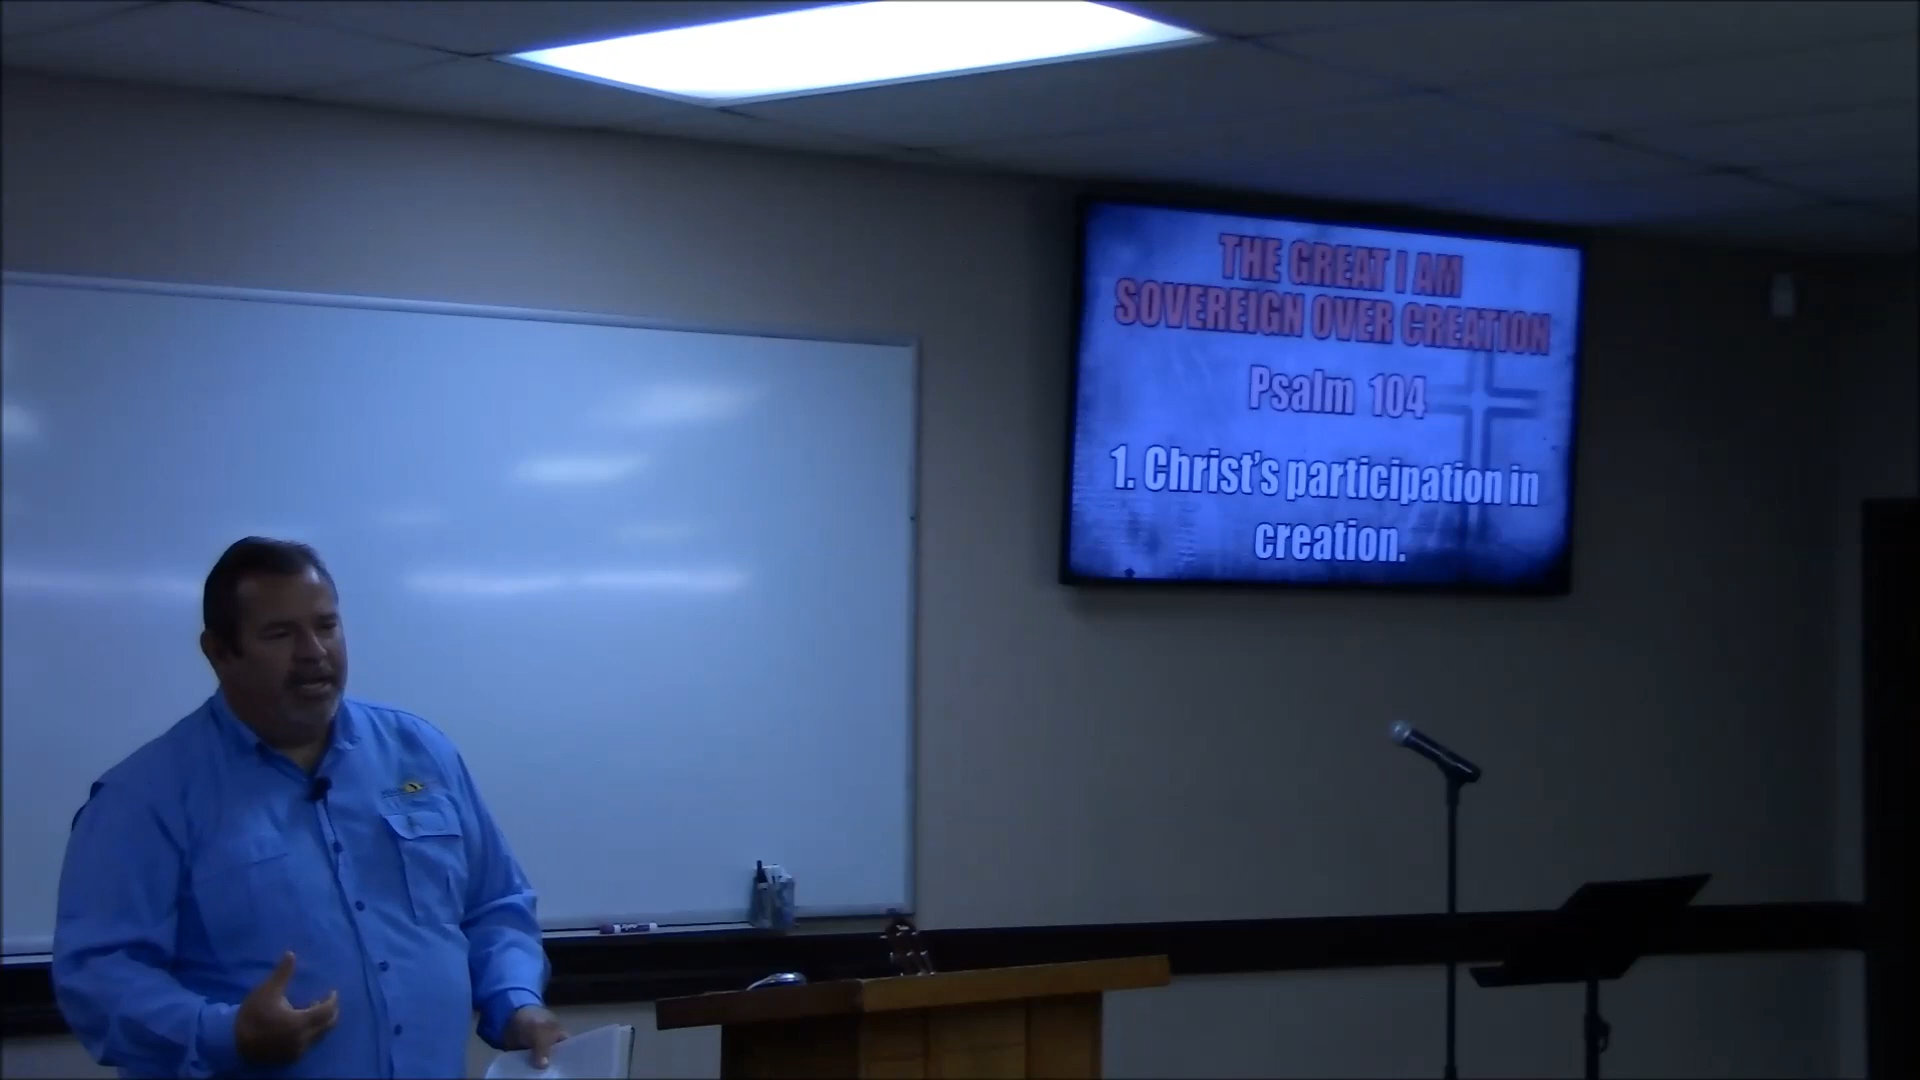 THE GREAT I AM
SOVEREIGN OVER CREATION
Psalm 104
1. Christ's participation in
creation.